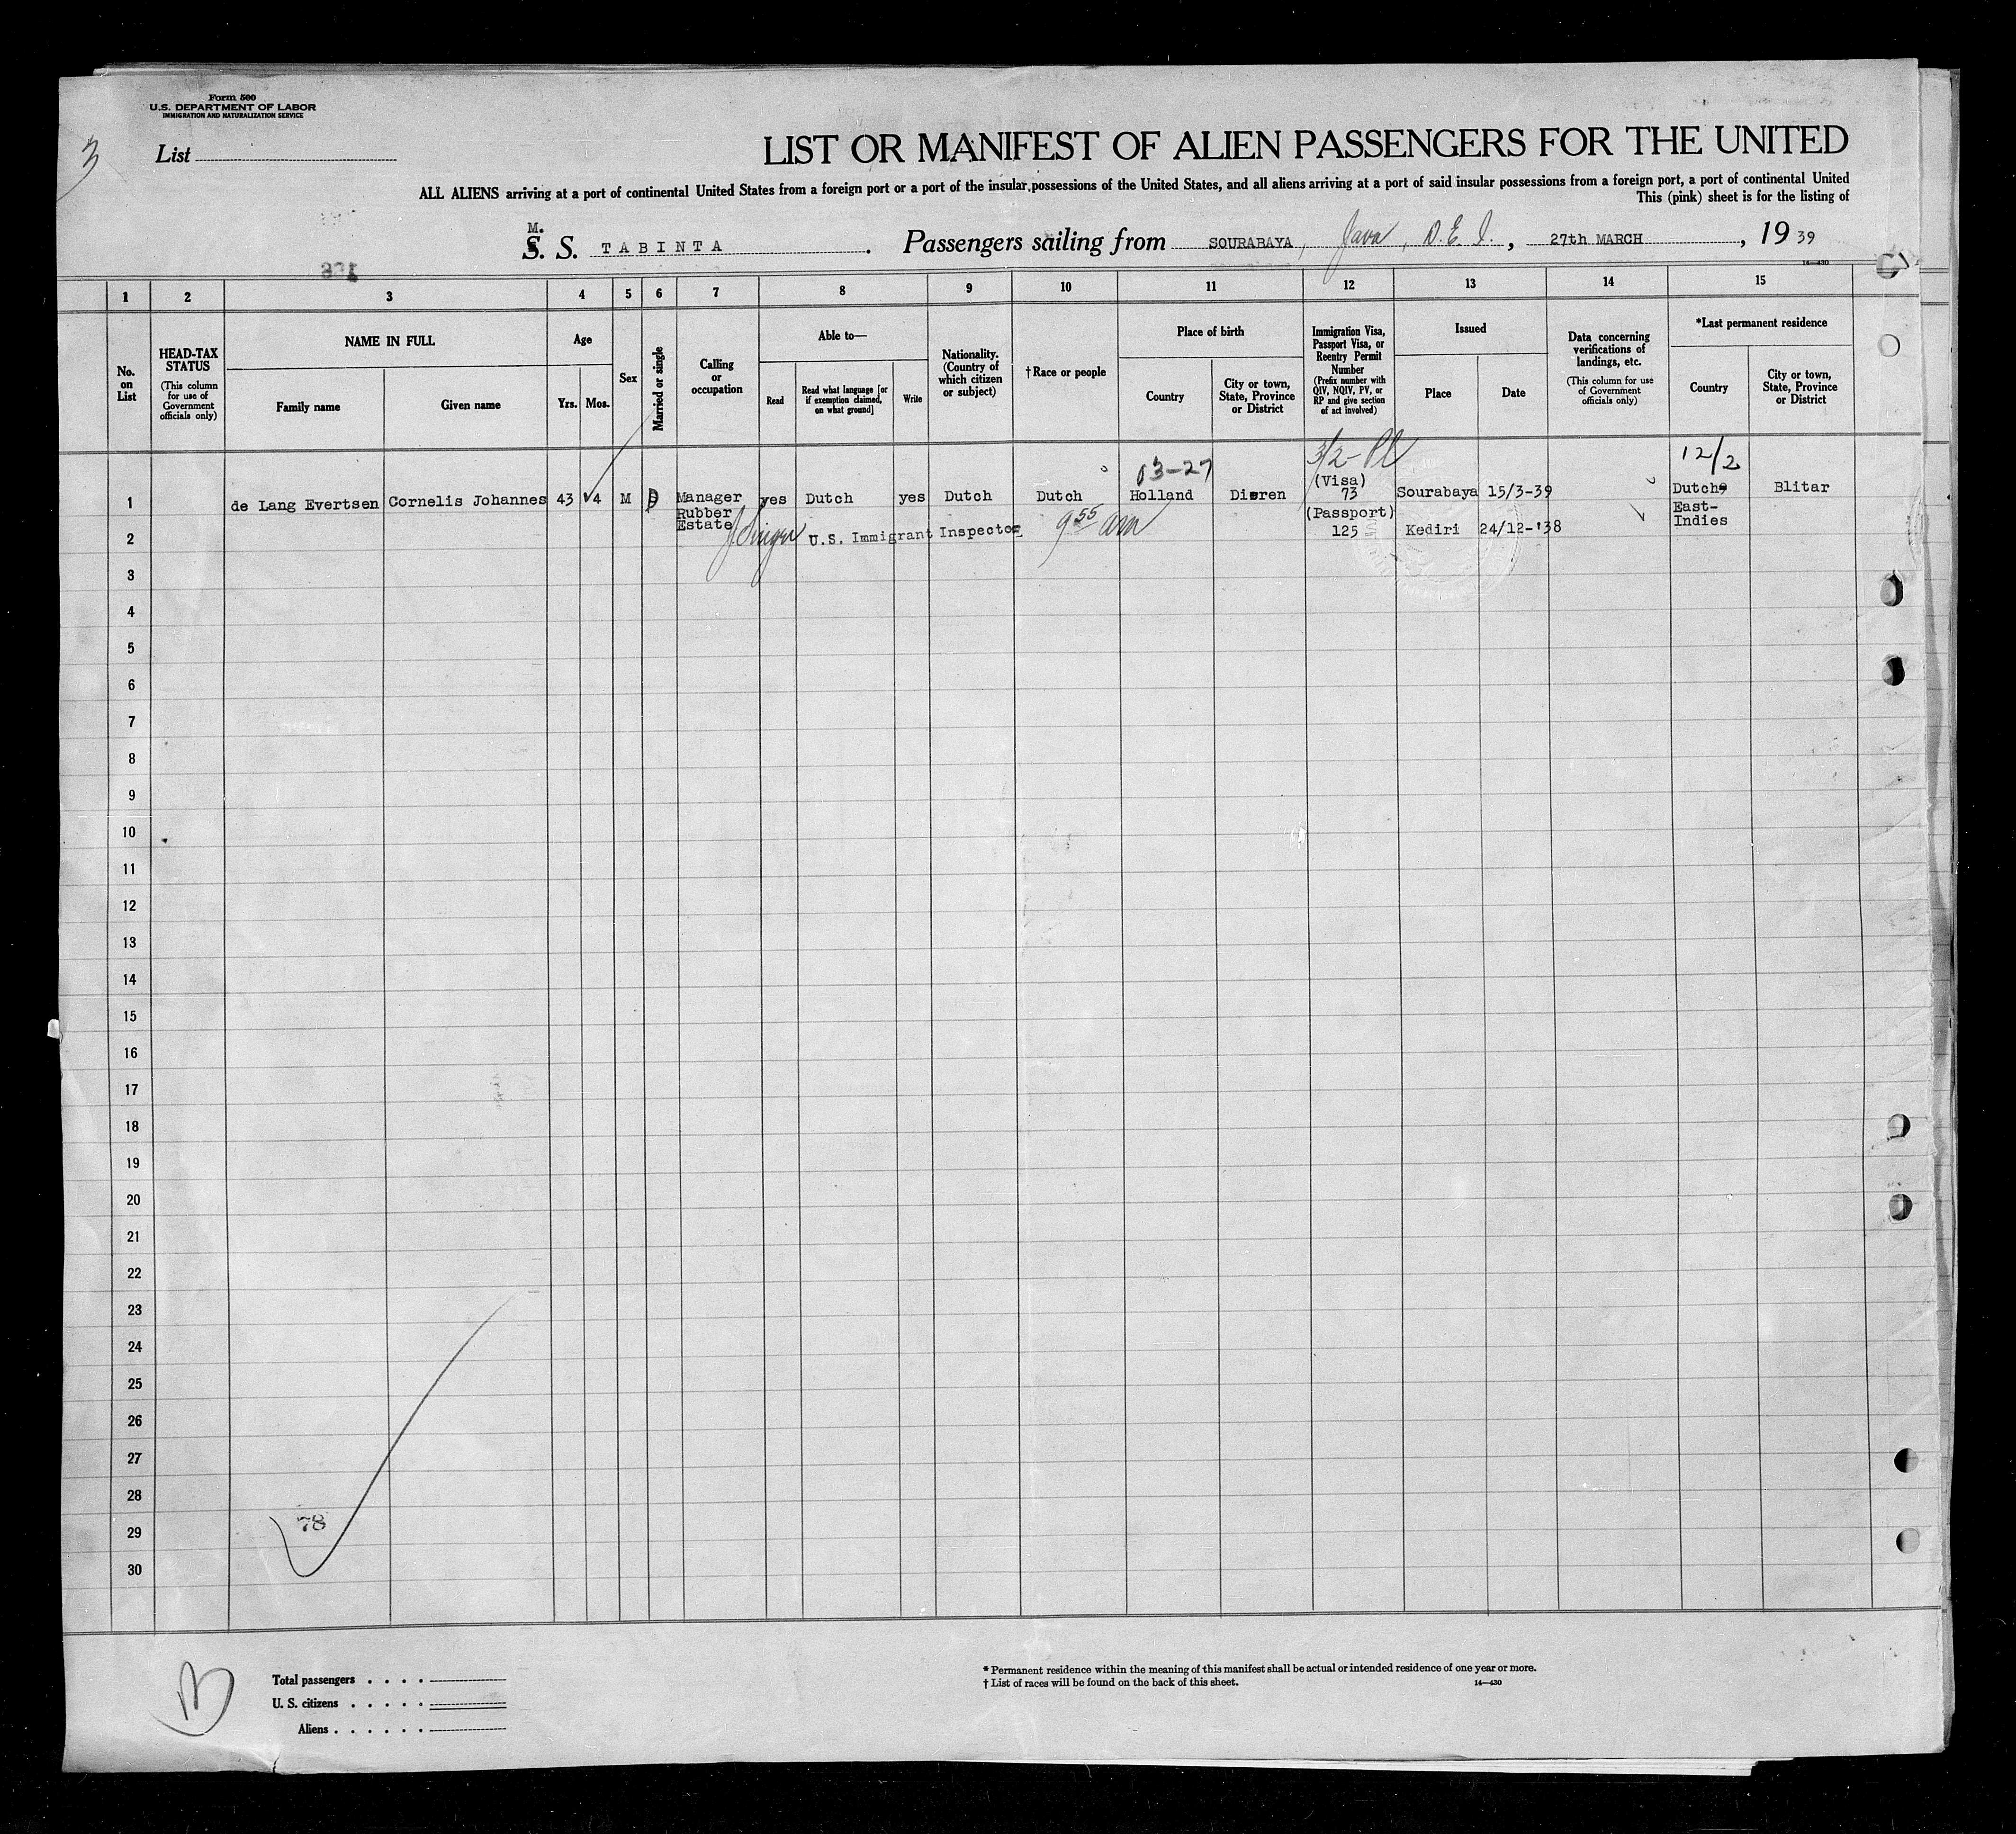 Form 500
U.S. DEPARTMENT OF LABOR
IMMIGRATION AND NATURALIZATION SERVICE
3
List
LIST OR MANIFEST OF ALIEN PASSENGERS FOR THE UNITED
ALL ALIENS arriving at a port of continental United States from a foreign port or a port of the insular possessions of the United States, and all aliens arriving at a port of said insular possessions from a foreign port, a port of continental United
This (pink) sheet is for the listing of
M.
S. S. TABINTA. Passengers sailing from SOURABAYA, Java, D.E.I., 27th MARCH, 19 39
14—430
1 2 3 4 5 6 7 8 9 10 11 12 13 14 15
No. on List
HEAD-TAX STATUS
(This column for use of Government officials only)
NAME IN FULL
Family name
Given name
Age
Yrs. Mos.
Sex
Married or single
Calling or occupation
Able to—
Read
Read what language [or if exemption claimed, on what ground]
Write
Nationality. (Country of which citizen or subject)
†Race or people
Place of birth
Country
City or town, State, Province or District
Immigration Visa, Passport Visa, or Reentry Permit Number
(Prefix number with QIV, NQIV, PV, or RP and give section of act involved)
Issued
Place
Date
Data concerning verifications of landings, etc.
(This column for use of Government officials only)
*Last permanent residence
Country
City or town, State, Province or District
03-27
12/2
1 de Lang Evertsen Cornelis Johannes 43 4 M D Manager Rubber Estate yes Dutch yes Dutch Dutch Holland Dieren (Visa) 73 Sourabaya 15/3-39 Dutch East-Indies Blitar
(Passport) 125 Kediri 24/12-'38
2 U.S. Immigrant Inspector 9 55 am
3
4
5
6
7
8
9
10
11
12
13
14
15
16
17
18
19
20
21
22
23
24
25
26
27
28
29
30
78
Total passengers . . . .
U. S. citizens . . . . .
Aliens . . . . . .
* Permanent residence within the meaning of this manifest shall be actual or intended residence of one year or more.
† List of races will be found on the back of this sheet.
14—430